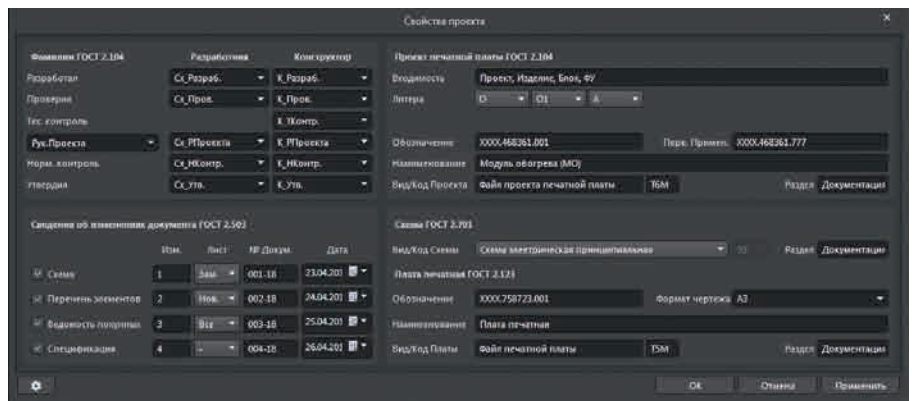 Свойства проекта
Фамилии ГОСТ 2.104 Разработчик Конструктор
Разработал Сх_Разраб. К_Разраб.
Проверил Сх_Пров. К_Пров.
Тех. контроль К_ТКонтр.
Рук.Проекта Сх_РПроекта К_РПроекта
Норм. контроль Сх_НКонтр. К_НКонтр.
Утвердил Сх_Утв. К_Утв.
Проект печатной платы ГОСТ 2.104
Входимость Проект, Изделие, Блок, ФУ
Литера О О1 А
Обозначение XXXX.468361.001 Перв. Примен. XXXX.468361.777
Наименование Модуль обогрева (МО)
Вид/Код Проекта Файл проекта печатной платы Т6М Раздел Документация
Сведения об изменениях документа ГОСТ 2.503
Изм. Лист № Докум. Дата
Схема 1 Зам. 001-18 23.04.201
Перечень элементов 2 Нов. 002-18 24.04.201
Ведомость покупных 3 Все 003-18 25.04.201
Спецификация 4 - 004-18 26.04.201
Схема ГОСТ 2.701
Вид/Код Схемы Схема электрическая принципиальная Раздел Документация
Плата печатная ГОСТ 2.123
Обозначение XXXX.758723.001 Формат чертежа А3
Наименование Плата печатная
Вид/Код Платы Файл печатной платы Т5М Раздел Документация
ОК Отмена Применить